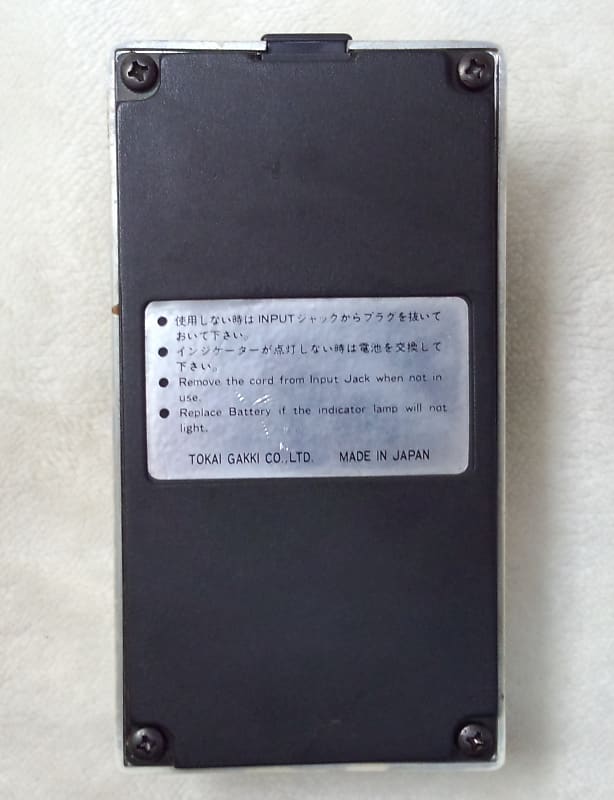 ● 使用しない時は INPUTジャックからプラグを抜いて
おいて下さい。
● インジケーターが点灯しない時は電池を交換して
下さい。
● Remove the cord from Input Jack when not in
use.
● Replace Battery if the indicator lamp will not
light.
TOKAI GAKKI CO.,LTD. MADE IN JAPAN